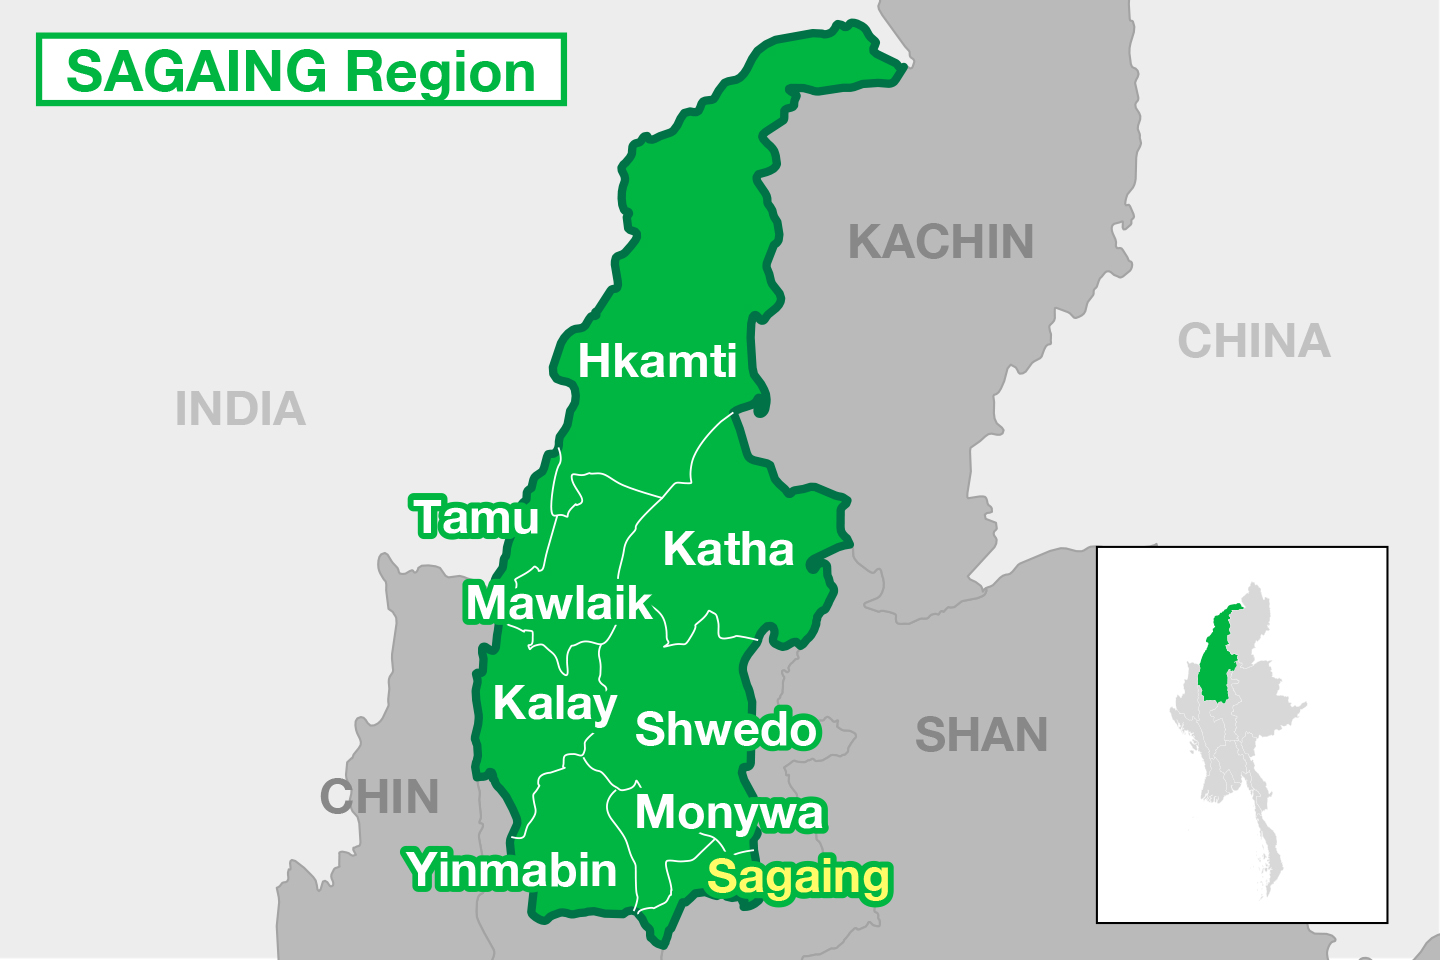 SAGAING Region
KACHIN
CHINA
Hkamti
INDIA
Tamu
Katha
Mawlaik
Kalay
Shwedo
SHAN
CHIN
Monywa
Yinmabin
Sagaing